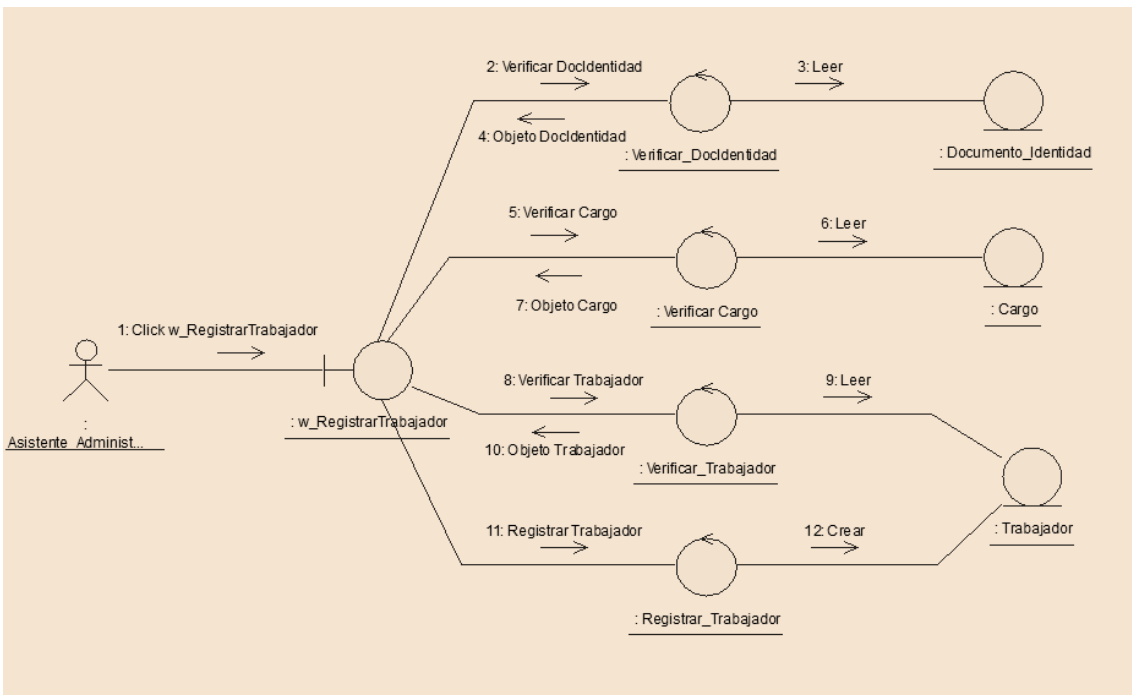 2: Verificar DocIdentidad
3: Leer
4: Objeto DocIdentidad
: Verificar_DocIdentidad
: Documento_Identidad
5: Verificar Cargo
6: Leer
7: Objeto Cargo
: Verificar Cargo
: Cargo
1: Click w_RegistrarTrabajador
:
Asistente_Administ...
: w_RegistrarTrabajador
8: Verificar Trabajador
9: Leer
10: Objeto Trabajador
: Verificar_Trabajador
: Trabajador
11: Registrar Trabajador
12: Crear
: Registrar_Trabajador